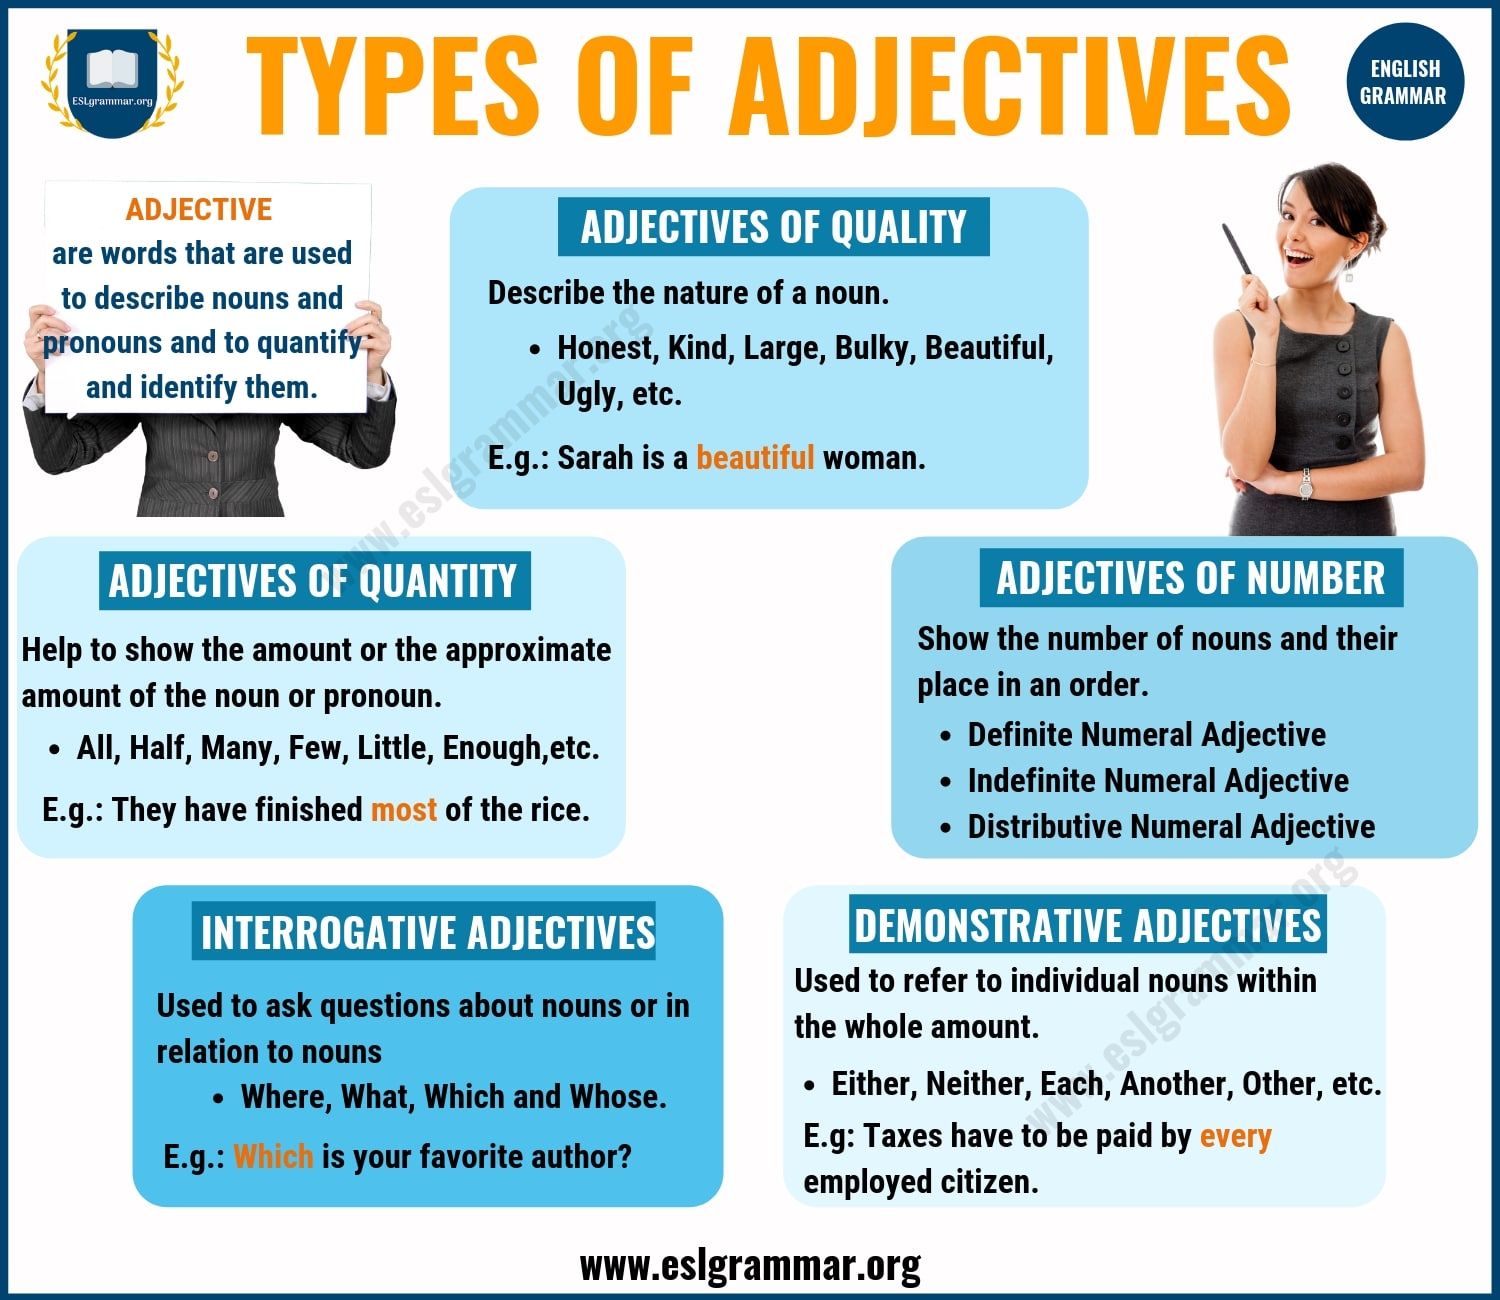 ESLgrammar.org
TYPES OF ADJECTIVES
ENGLISH
GRAMMAR
ADJECTIVE
are words that are used
to describe nouns and
pronouns and to quantify
and identify them.
ADJECTIVES OF QUALITY
Describe the nature of a noun.
• Honest, Kind, Large, Bulky, Beautiful,
Ugly, etc.
E.g.: Sarah is a beautiful woman.
www.eslgrammar.org
ADJECTIVES OF QUANTITY
Help to show the amount or the approximate
amount of the noun or pronoun.
• All, Half, Many, Few, Little, Enough,etc.
E.g.: They have finished most of the rice.
ADJECTIVES OF NUMBER
Show the number of nouns and their
place in an order.
• Definite Numeral Adjective
• Indefinite Numeral Adjective
• Distributive Numeral Adjective
INTERROGATIVE ADJECTIVES
Used to ask questions about nouns or in
relation to nouns
• Where, What, Which and Whose.
E.g.: Which is your favorite author?
DEMONSTRATIVE ADJECTIVES
Used to refer to individual nouns within
the whole amount.
• Either, Neither, Each, Another, Other, etc.
E.g: Taxes have to be paid by every
employed citizen.
www.eslgrammar.org
www.eslgrammar.org